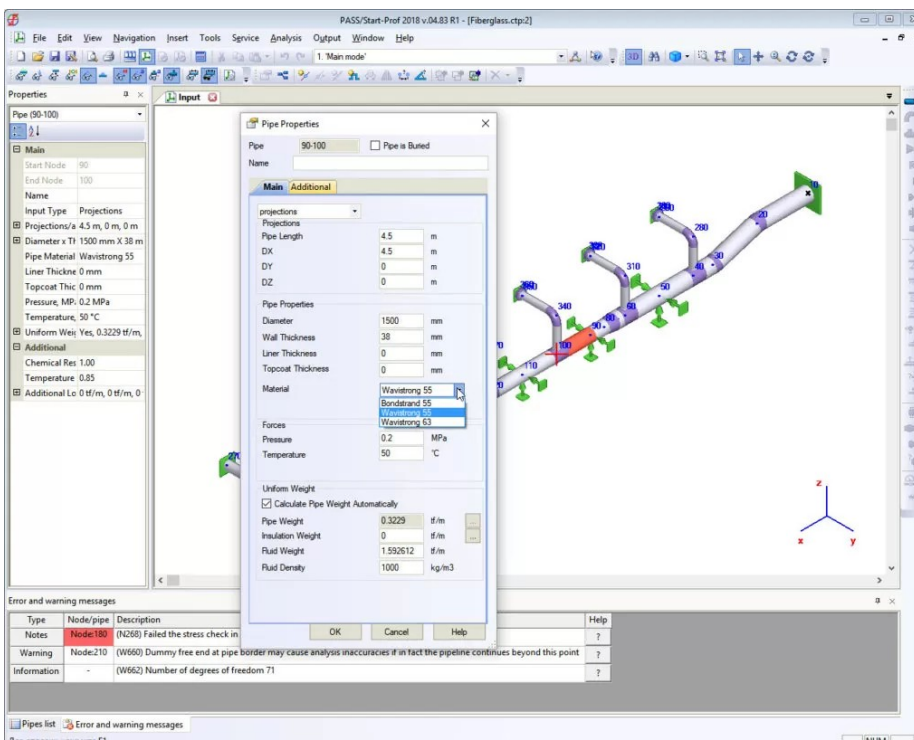 PASS/Start-Prof 2018 v.04.83 R1 - [Fiberglass.ctp:2]
File Edit View Navigation Insert Tools Service Analysis Output Window Help
1. 'Main mode'
3D
Properties
Input
Pipe (90-100)
Main
Start Node 90
End Node 100
Name
Input Type Projections
Projections/a 4.5 m, 0 m, 0 m
Diameter x Th 1500 mm X 38 m
Pipe Material Wavistrong 55
Liner Thickne 0 mm
Topcoat Thic 0 mm
Pressure, MP. 0.2 MPa
Temperature, 50 °C
Uniform Weig Yes, 0.3229 tf/m,
Additional
Chemical Res 1.00
Temperature 0.85
Additional Lo 0 tf/m, 0 tf/m, 0
Pipe Properties
Pipe 90-100 Pipe is Buried
Name
Main Additional
projections
Projections
Pipe Length 4.5 m
DX 4.5 m
DY 0 m
DZ 0 m
Pipe Properties
Diameter 1500 mm
Wall Thickness 38 mm
Liner Thickness 0 mm
Topcoat Thickness 0 mm
Material Wavistrong 55
Bondstrand 55
Wavistrong 55
Wavistrong 63
Forces
Pressure 0.2 MPa
Temperature 50 °C
Uniform Weight
Calculate Pipe Weight Automatically
Pipe Weight 0.3229 tf/m ...
Insulation Weight 0 tf/m ...
Fluid Weight 1.592612 tf/m
Fluid Density 1000 kg/m3
OK Cancel Help
10
20
280
30
40
310
50
60
340
80
90
100
110
270
z
x
y
Error and warning messages
Type Node/pipe Description Help
Notes Node:180 (N268) Failed the stress check in ?
Warning Node:210 (W660) Dummy free end at pipe border may cause analysis inaccuracies if in fact the pipeline continues beyond this point ?
Information - (W662) Number of degrees of freedom 71 ?
Pipes list Error and warning messages
NUM